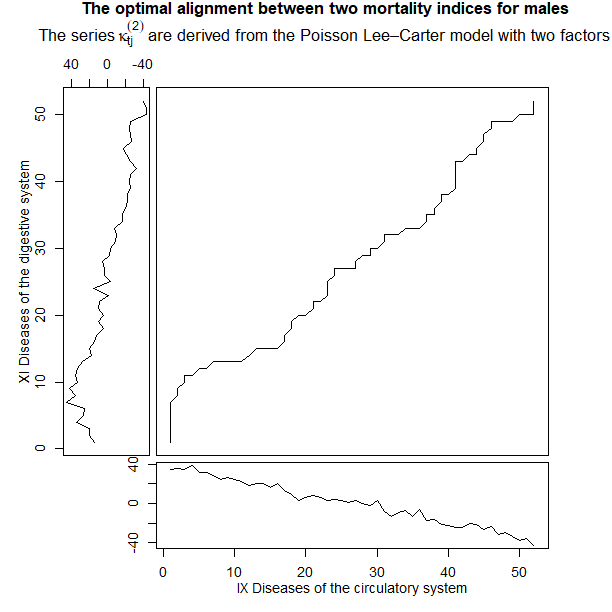 The optimal alignment between two mortality indices for males
The series κtj(2) are derived from the Poisson Lee–Carter model with two factors
40 0 -40
XI Diseases of the digestive system
0 10 20 30 40 50
-40 0 40
0 10 20 30 40 50
IX Diseases of the circulatory system